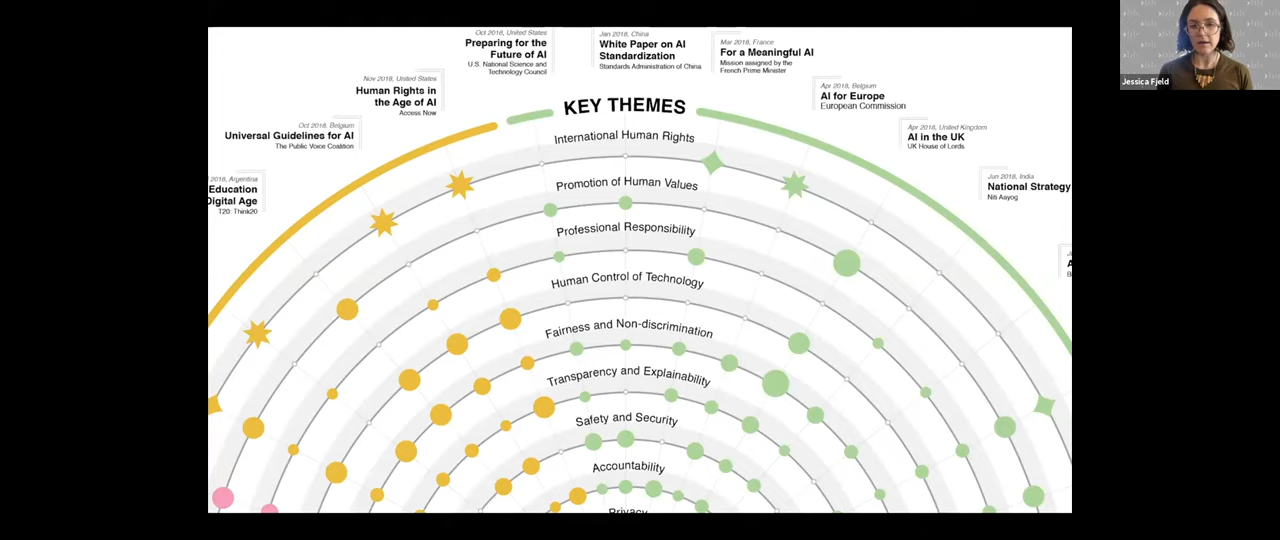 Oct 2016, United States
Preparing for the
Future of AI
U.S. National Science and
Technology Council
Jan 2018, China
White Paper on AI
Standardization
Standards Administration of China
Mar 2018, France
For a Meaningful AI
Mission assigned by the
French Prime Minister
Nov 2018, United States
Human Rights in
the Age of AI
Access Now
Apr 2018, Belgium
AI for Europe
European Commission
Oct 2018, Belgium
Universal Guidelines for AI
The Public Voice Coalition
Apr 2018, United Kingdom
AI in the UK
UK House of Lords
2018, Argentina
Education
Digital Age
T20: Think20
Jun 2018, India
National Strategy
Niti Aayog
KEY THEMES
International Human Rights
Promotion of Human Values
Professional Responsibility
Human Control of Technology
Fairness and Non-discrimination
Transparency and Explainability
Safety and Security
Accountability
Privacy
Jessica Fjeld